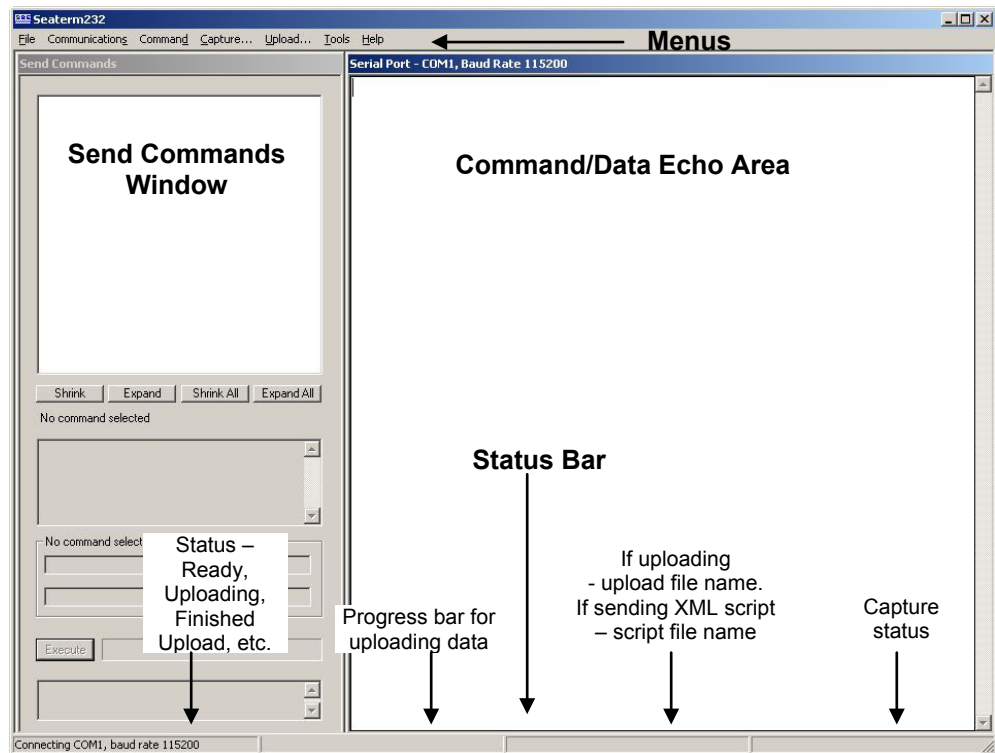 Seaterm232
File Communications Command Capture... Upload... Tools Help
Menus
Send Commands
Serial Port - COM1, Baud Rate 115200
Send Commands
Window
Command/Data Echo Area
Shrink Expand Shrink All Expand All
No command selected
Status Bar
No command selec
Status –
Ready,
Uploading,
Finished
Upload, etc.
Execute
Progress bar for
uploading data
If uploading
- upload file name.
If sending XML script
– script file name
Capture
status
Connecting COM1, baud rate 115200